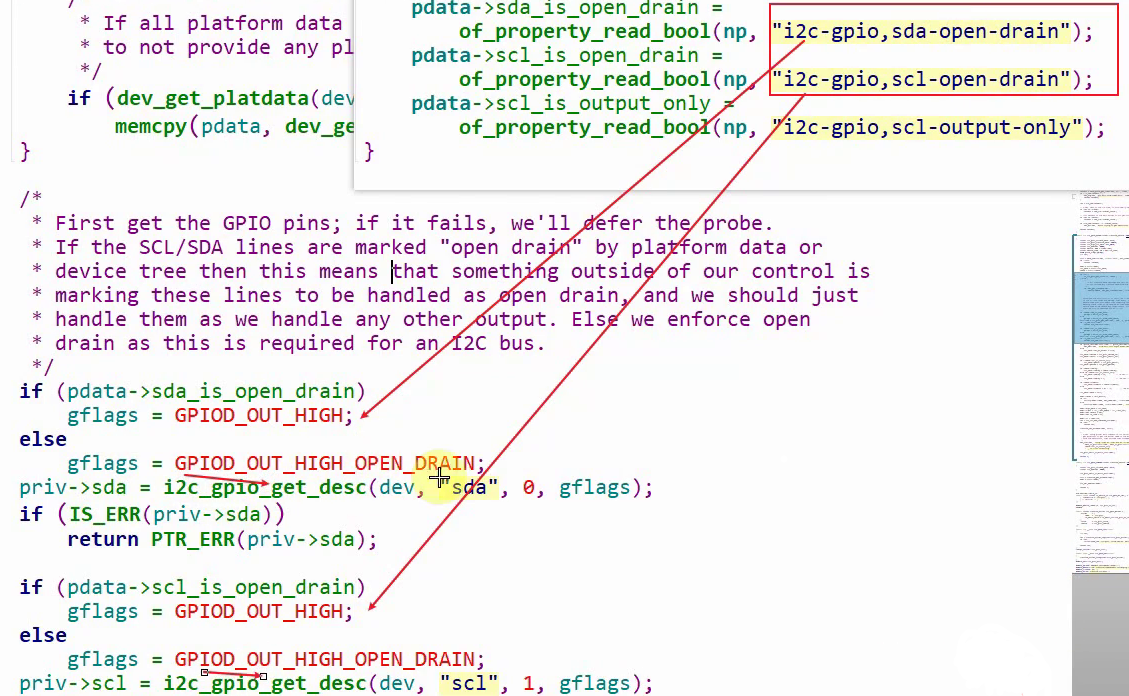 * If all platform data
* to not provide any pl
*/
if (dev_get_platdata(dev
memcpy(pdata, dev_ge
}
pdata->sda_is_open_drain =
of_property_read_bool(np, "i2c-gpio,sda-open-drain");
pdata->scl_is_open_drain =
of_property_read_bool(np, "i2c-gpio,scl-open-drain");
pdata->scl_is_output_only =
of_property_read_bool(np, "i2c-gpio,scl-output-only");
}
/*
* First get the GPIO pins; if it fails, we'll defer the probe.
* If the SCL/SDA lines are marked "open drain" by platform data or
* device tree then this means that something outside of our control is
* marking these lines to be handled as open drain, and we should just
* handle them as we handle any other output. Else we enforce open
* drain as this is required for an I2C bus.
*/
if (pdata->sda_is_open_drain)
gflags = GPIOD_OUT_HIGH;
else
gflags = GPIOD_OUT_HIGH_OPEN_DRAIN;
priv->sda = i2c_gpio_get_desc(dev, "sda", 0, gflags);
if (IS_ERR(priv->sda))
return PTR_ERR(priv->sda);
if (pdata->scl_is_open_drain)
gflags = GPIOD_OUT_HIGH;
else
gflags = GPIOD_OUT_HIGH_OPEN_DRAIN;
priv->scl = i2c_gpio_get_desc(dev, "scl", 1, gflags);